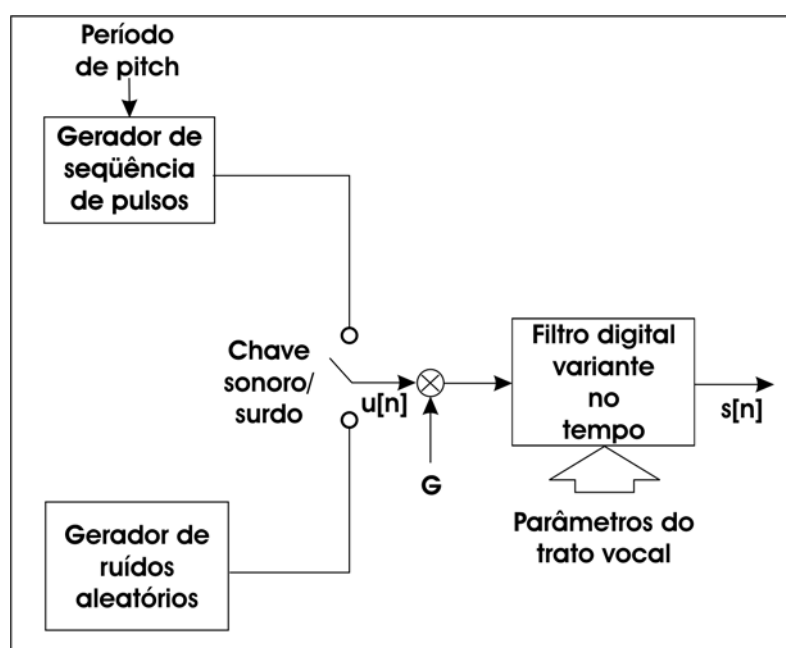 Período
de pitch
Gerador de
seqüência
de pulsos
Chave
sonoro/
surdo
u[n]
G
Filtro digital
variante
no
tempo
s[n]
Parâmetros do
trato vocal
Gerador de
ruídos
aleatórios